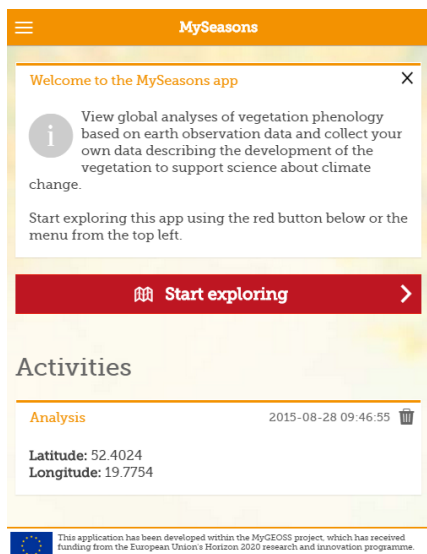 MySeasons
Welcome to the MySeasons app
i
View global analyses of vegetation phenology
based on earth observation data and collect your
own data describing the development of the
vegetation to support science about climate
change.
Start exploring this app using the red button below or the
menu from the top left.
Start exploring
Activities
Analysis 2015-08-28 09:46:55
Latitude: 52.4024
Longitude: 19.7754
This application has been developed within the MyGEOSS project, which has received
funding from the European Union's Horizon 2020 research and innovation programme.